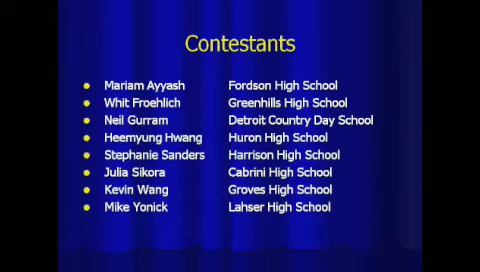 Contestants
Mariam Ayyash Fordson High School
Whit Froehlich Greenhills High School
Neil Gurram Detroit Country Day School
Heemyung Hwang Huron High School
Stephanie Sanders Harrison High School
Julia Sikora Cabrini High School
Kevin Wang Groves High School
Mike Yonick Lahser High School